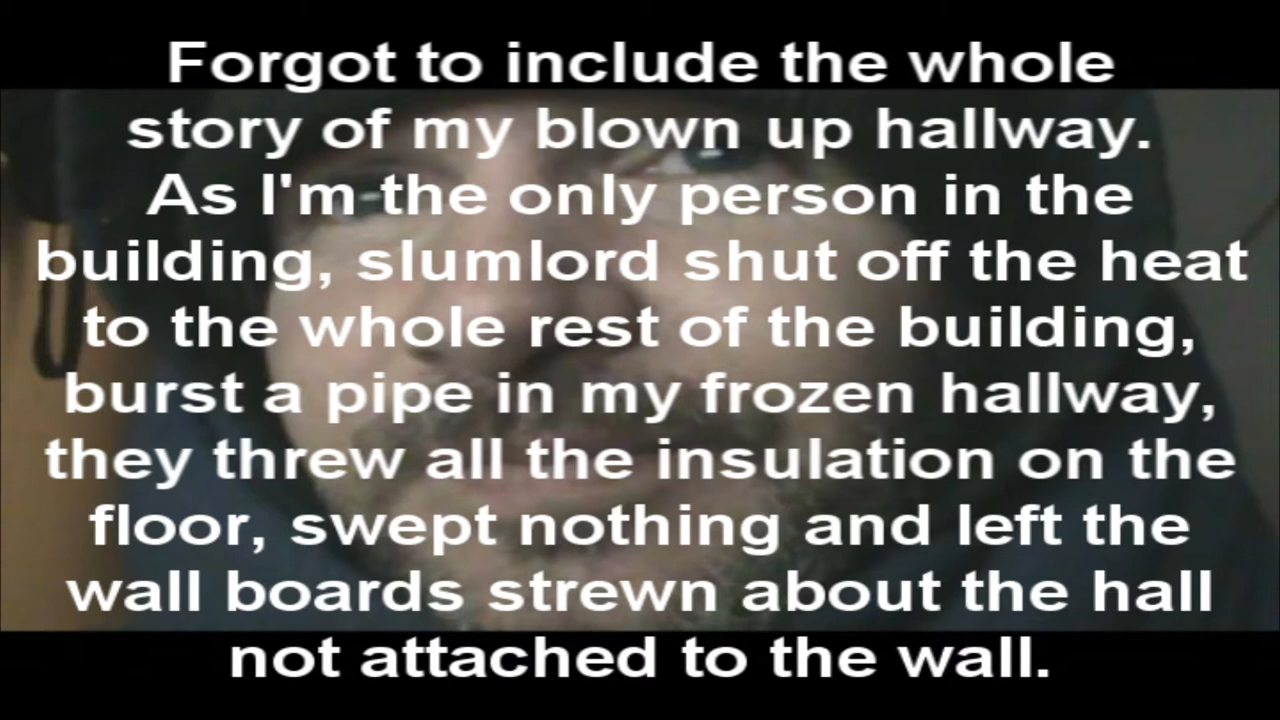 Forgot to include the whole
story of my blown up hallway.
As I'm the only person in the
building, slumlord shut off the heat
to the whole rest of the building,
burst a pipe in my frozen hallway,
they threw all the insulation on the
floor, swept nothing and left the
wall boards strewn about the hall
not attached to the wall.